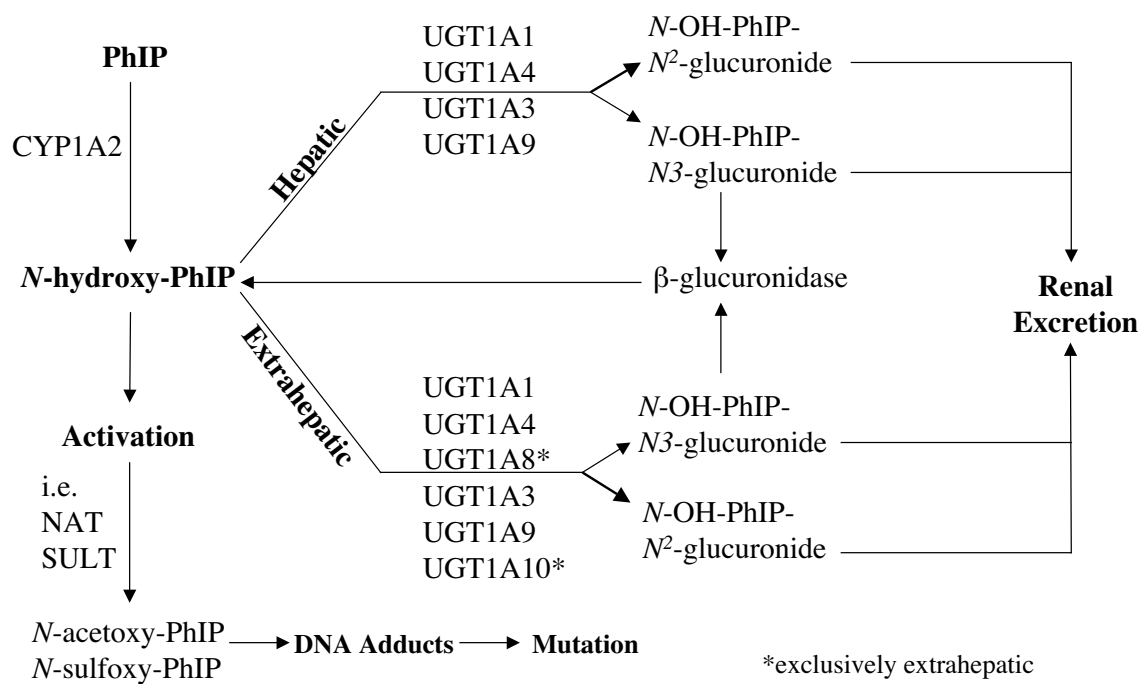 PhIP
CYP1A2
N-hydroxy-PhIP
Activation
i.e.
NAT
SULT
N-acetoxy-PhIP
N-sulfoxy-PhIP
DNA Adducts
Mutation
Hepatic
UGT1A1
UGT1A4
UGT1A3
UGT1A9
N-OH-PhIP-
N²-glucuronide
N-OH-PhIP-
N3-glucuronide
β-glucuronidase
Renal
Excretion
Extrahepatic
UGT1A1
UGT1A4
UGT1A8*
UGT1A3
UGT1A9
UGT1A10*
N-OH-PhIP-
N3-glucuronide
N-OH-PhIP-
N²-glucuronide
*exclusively extrahepatic